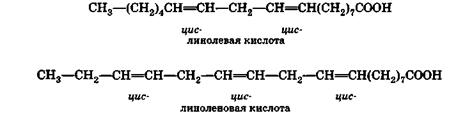 CH₃—(CH₂)₄CH=CH—CH₂—CH=CH(CH₂)₇COOH
цис- цис-
линолевая кислота
CH₃—CH₂—CH=CH—CH₂—CH=CH—CH₂—CH=CH(CH₂)₇COOH
цис- цис- цис-
линоленовая кислота